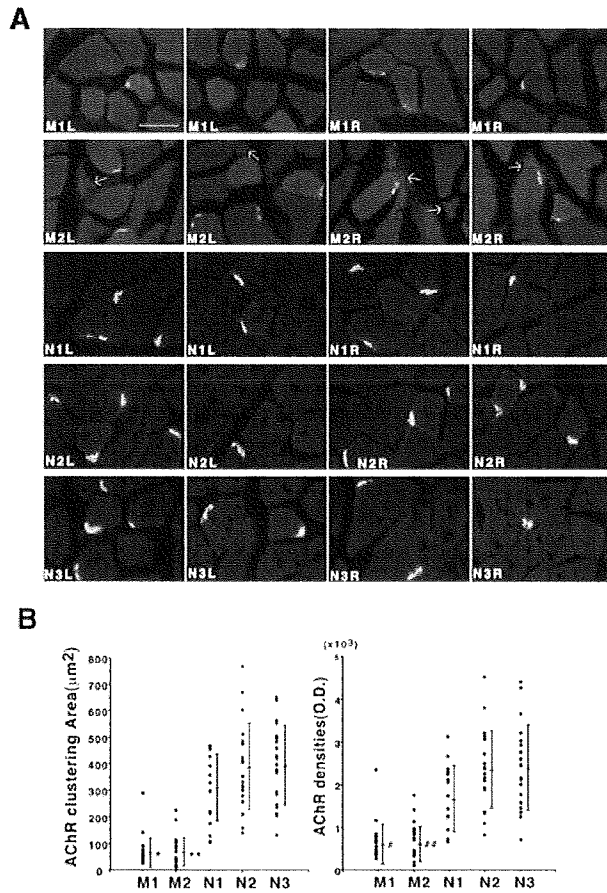 A
M1L M1L M1R M1R
M2L M2L M2R M2R
N1L N1L N1R N1R
N2L N2L N2R N2R
N3L N3L N3R N3R
B
AChR clustering Area(μm2)
800
700
600
500
400
300
200
100
0
*
**
M1 M2 N1 N2 N3
(x10³)
AChR densities(O.D.)
5
4
3
2
1
0
#
##
M1 M2 N1 N2 N3